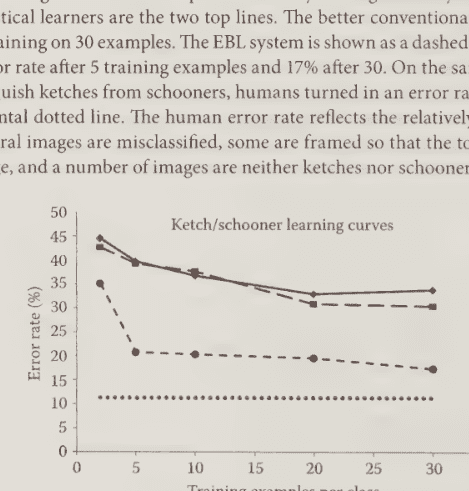 tical learners are the two top lines. The better conventiona
aining on 30 examples. The EBL system is shown as a dashed
or rate after 5 training examples and 17% after 30. On the sa
uish ketches from schooners, humans turned in an error ra
ntal dotted line. The human error rate reflects the relatively
ral images are misclassified, some are framed so that the to
e, and a number of images are neither ketches nor schooner
Ketch/schooner learning curves
Error rate (%)
50
45
40
35
30
25
20
15
10
5
0
0 5 10 15 20 25 30
Training examples per class